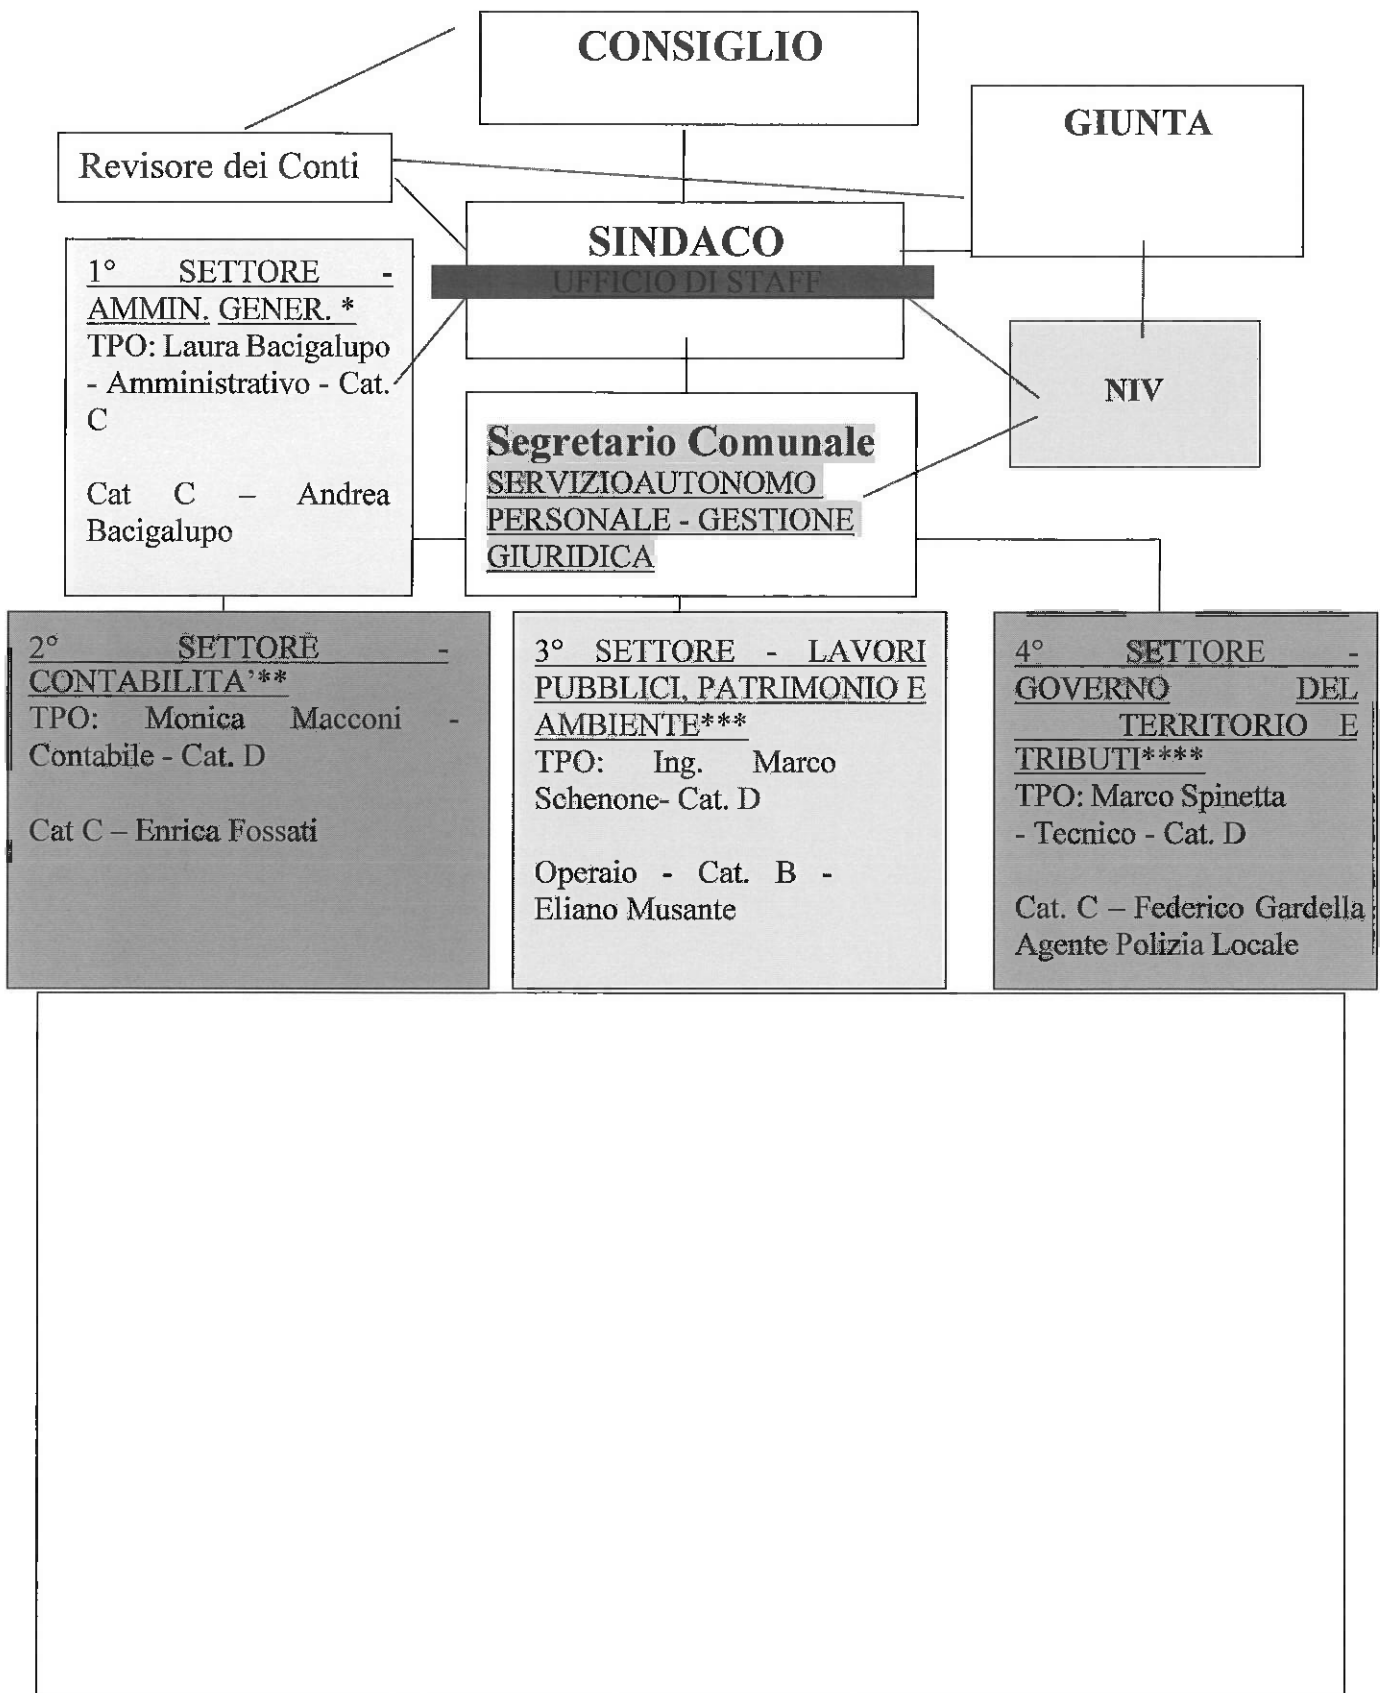 CONSIGLIO
GIUNTA
Revisore dei Conti
SINDACO
UFFICIO DI STAFF
1° SETTORE -
AMMIN. GENER. *
TPO: Laura Bacigalupo
- Amministrativo - Cat.
C
Cat C – Andrea
Bacigalupo
NIV
Segretario Comunale
SERVIZIOAUTONOMO
PERSONALE - GESTIONE
GIURIDICA
2° SETTORE -
CONTABILITA'**
TPO: Monica Macconi -
Contabile - Cat. D
Cat C – Enrica Fossati
3° SETTORE - LAVORI
PUBBLICI, PATRIMONIO E
AMBIENTE***
TPO: Ing. Marco
Schenone- Cat. D
Operaio - Cat. B -
Eliano Musante
4° SETTORE -
GOVERNO DEL
TERRITORIO E
TRIBUTI****
TPO: Marco Spinetta
- Tecnico - Cat. D
Cat. C – Federico Gardella
Agente Polizia Locale